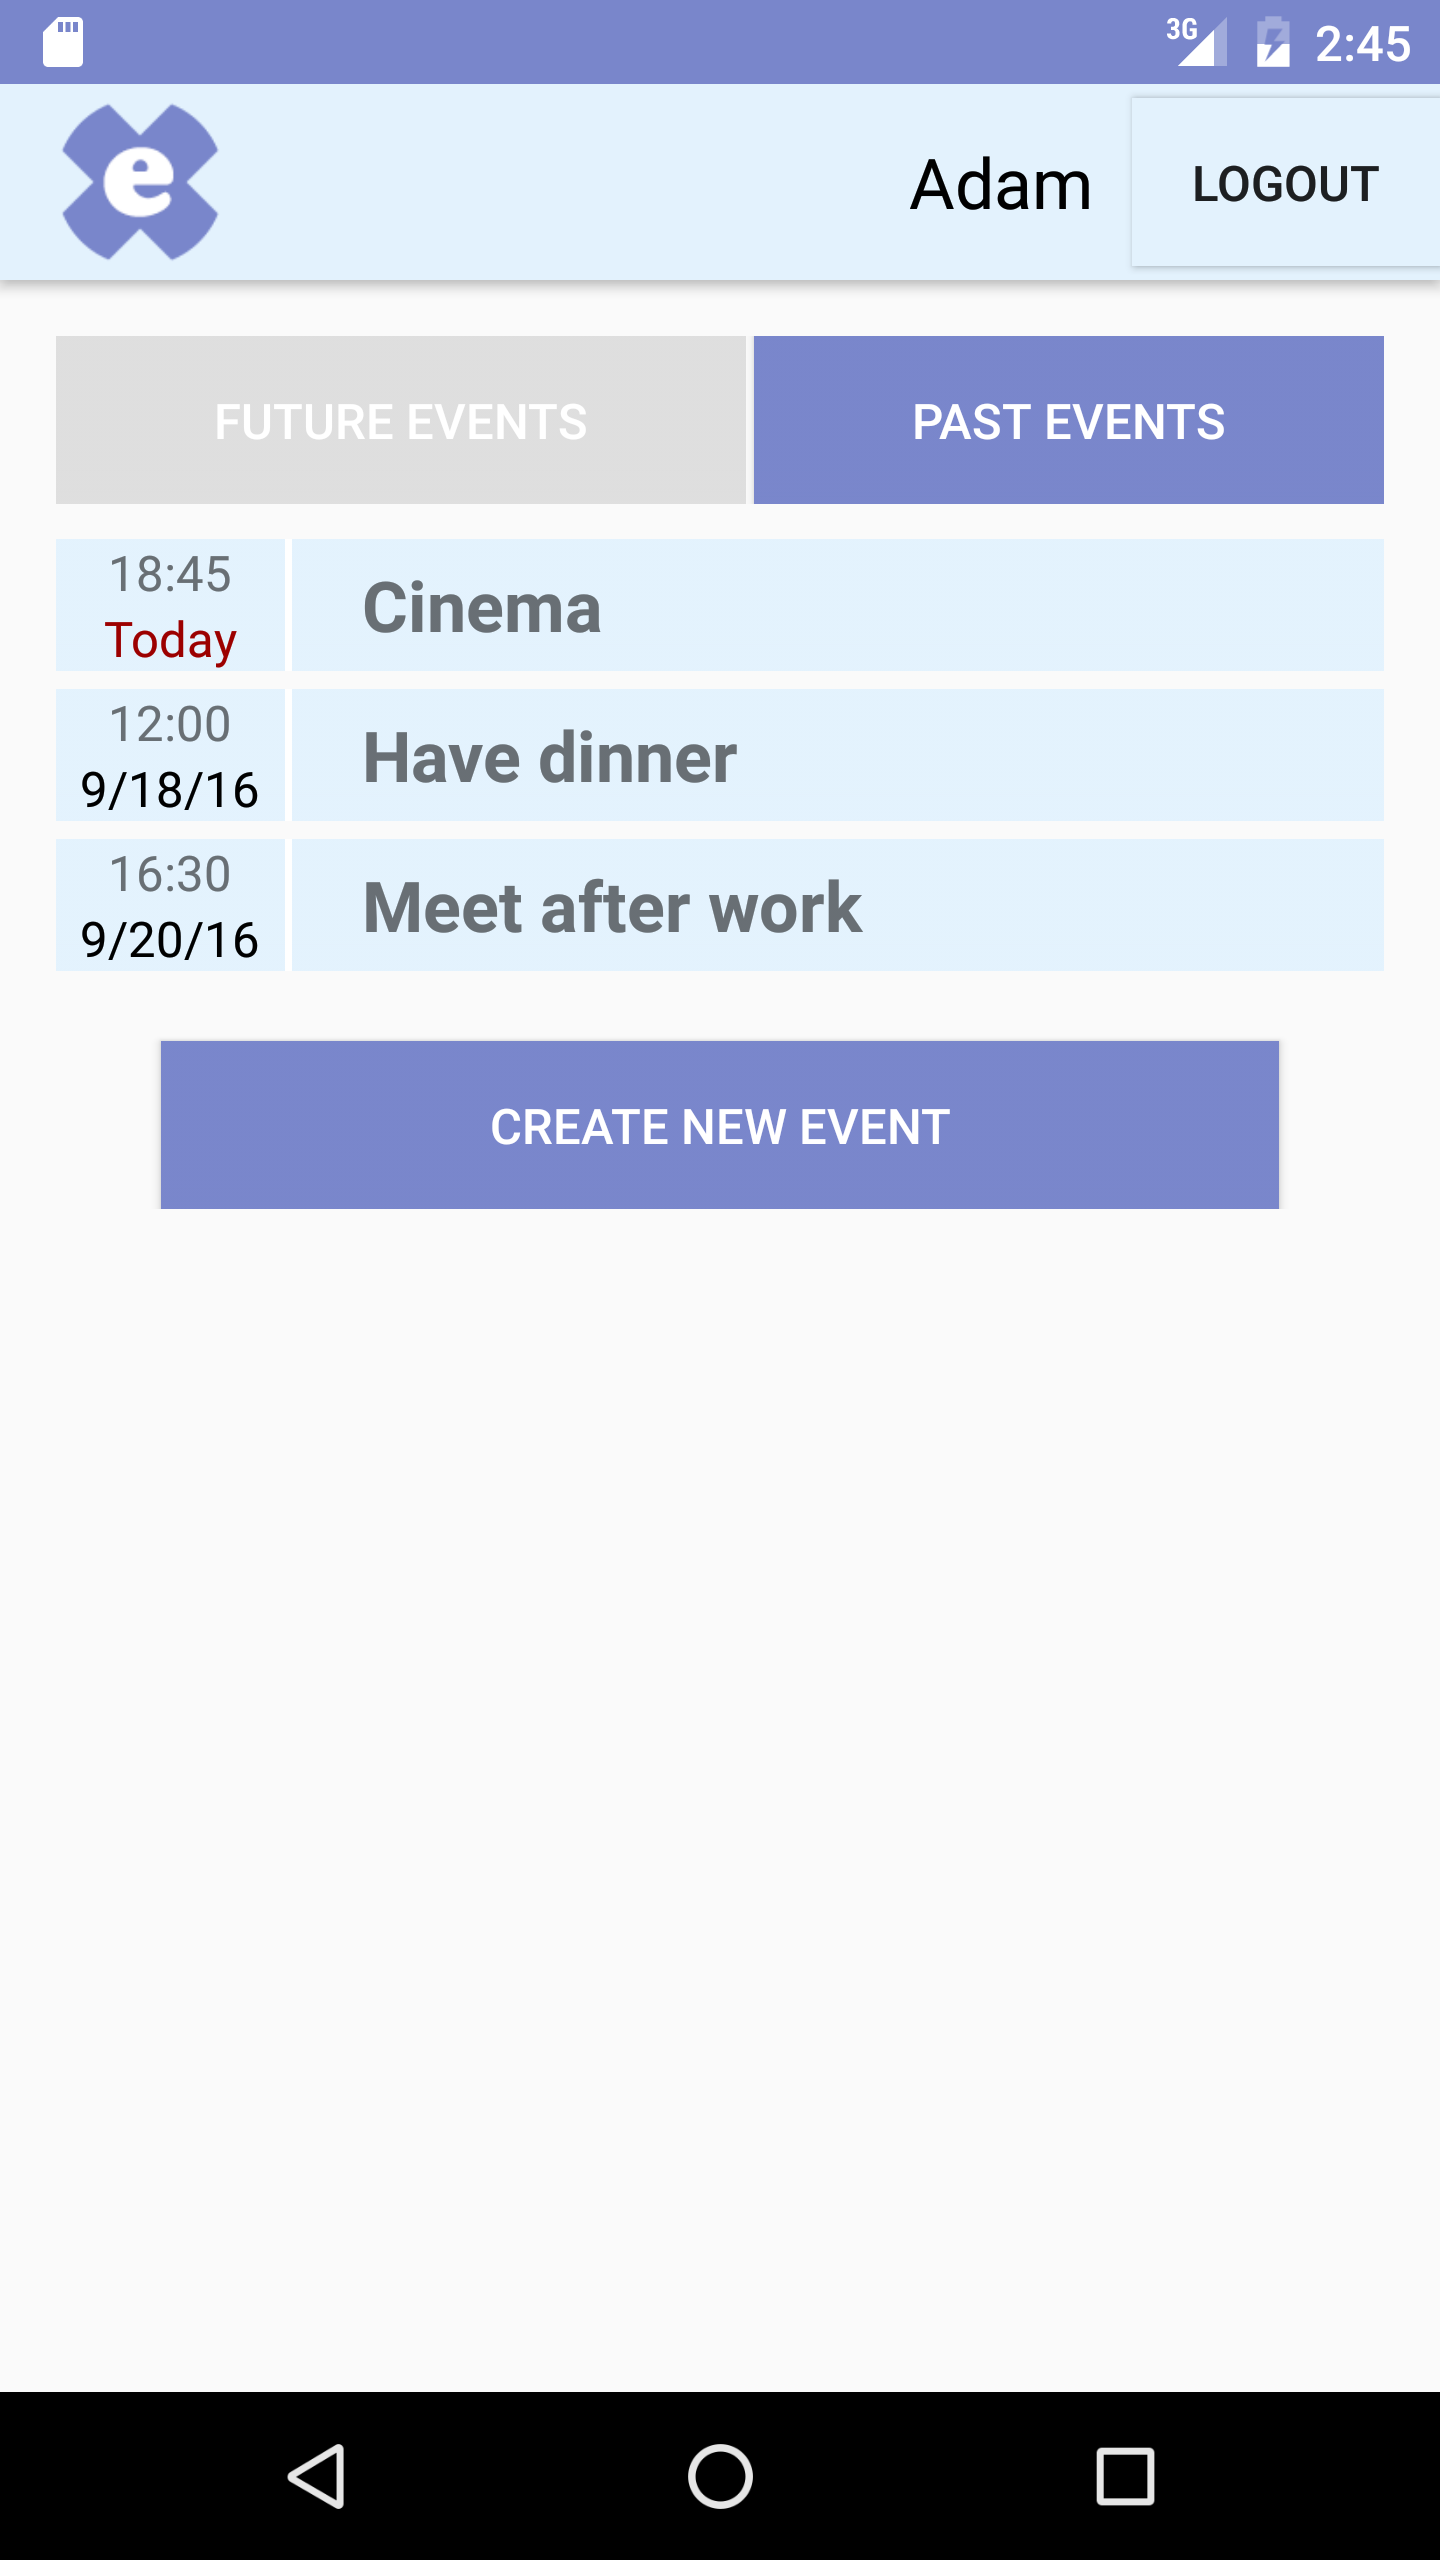 3G 2:45
e
Adam LOGOUT
FUTURE EVENTS PAST EVENTS
18:45
Today
Cinema
12:00
9/18/16
Have dinner
16:30
9/20/16
Meet after work
CREATE NEW EVENT